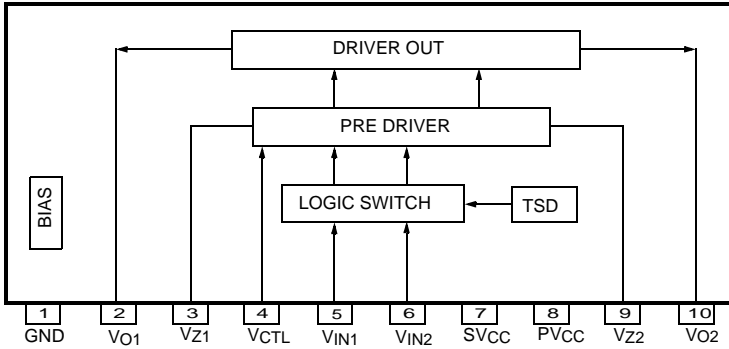 DRIVER OUT
PRE DRIVER
LOGIC SWITCH
TSD
BIAS
1 2 3 4 5 6 7 8 9 10
GND VO1 VZ1 VCTL VIN1 VIN2 SVCC PVCC VZ2 VO2